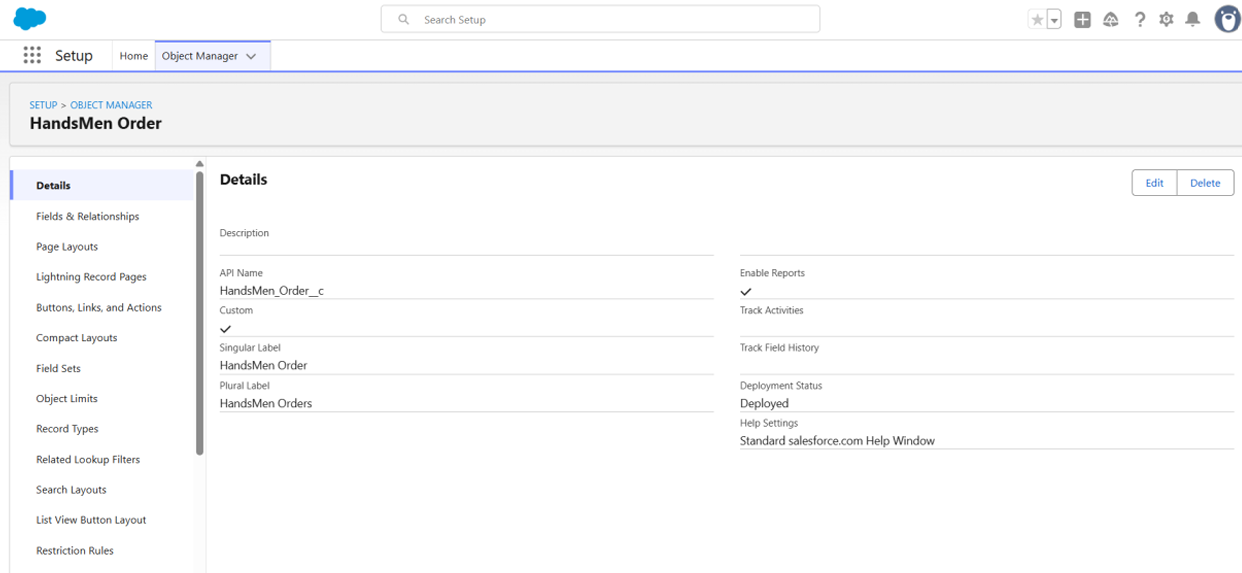 Search Setup
Setup
Home
Object Manager
SETUP > OBJECT MANAGER
HandsMen Order
Details
Fields & Relationships
Page Layouts
Lightning Record Pages
Buttons, Links, and Actions
Compact Layouts
Field Sets
Object Limits
Record Types
Related Lookup Filters
Search Layouts
List View Button Layout
Restriction Rules
Details
Edit
Delete
Description
API Name
HandsMen_Order__c
Custom
Singular Label
HandsMen Order
Plural Label
HandsMen Orders
Enable Reports
Track Activities
Track Field History
Deployment Status
Deployed
Help Settings
Standard salesforce.com Help Window